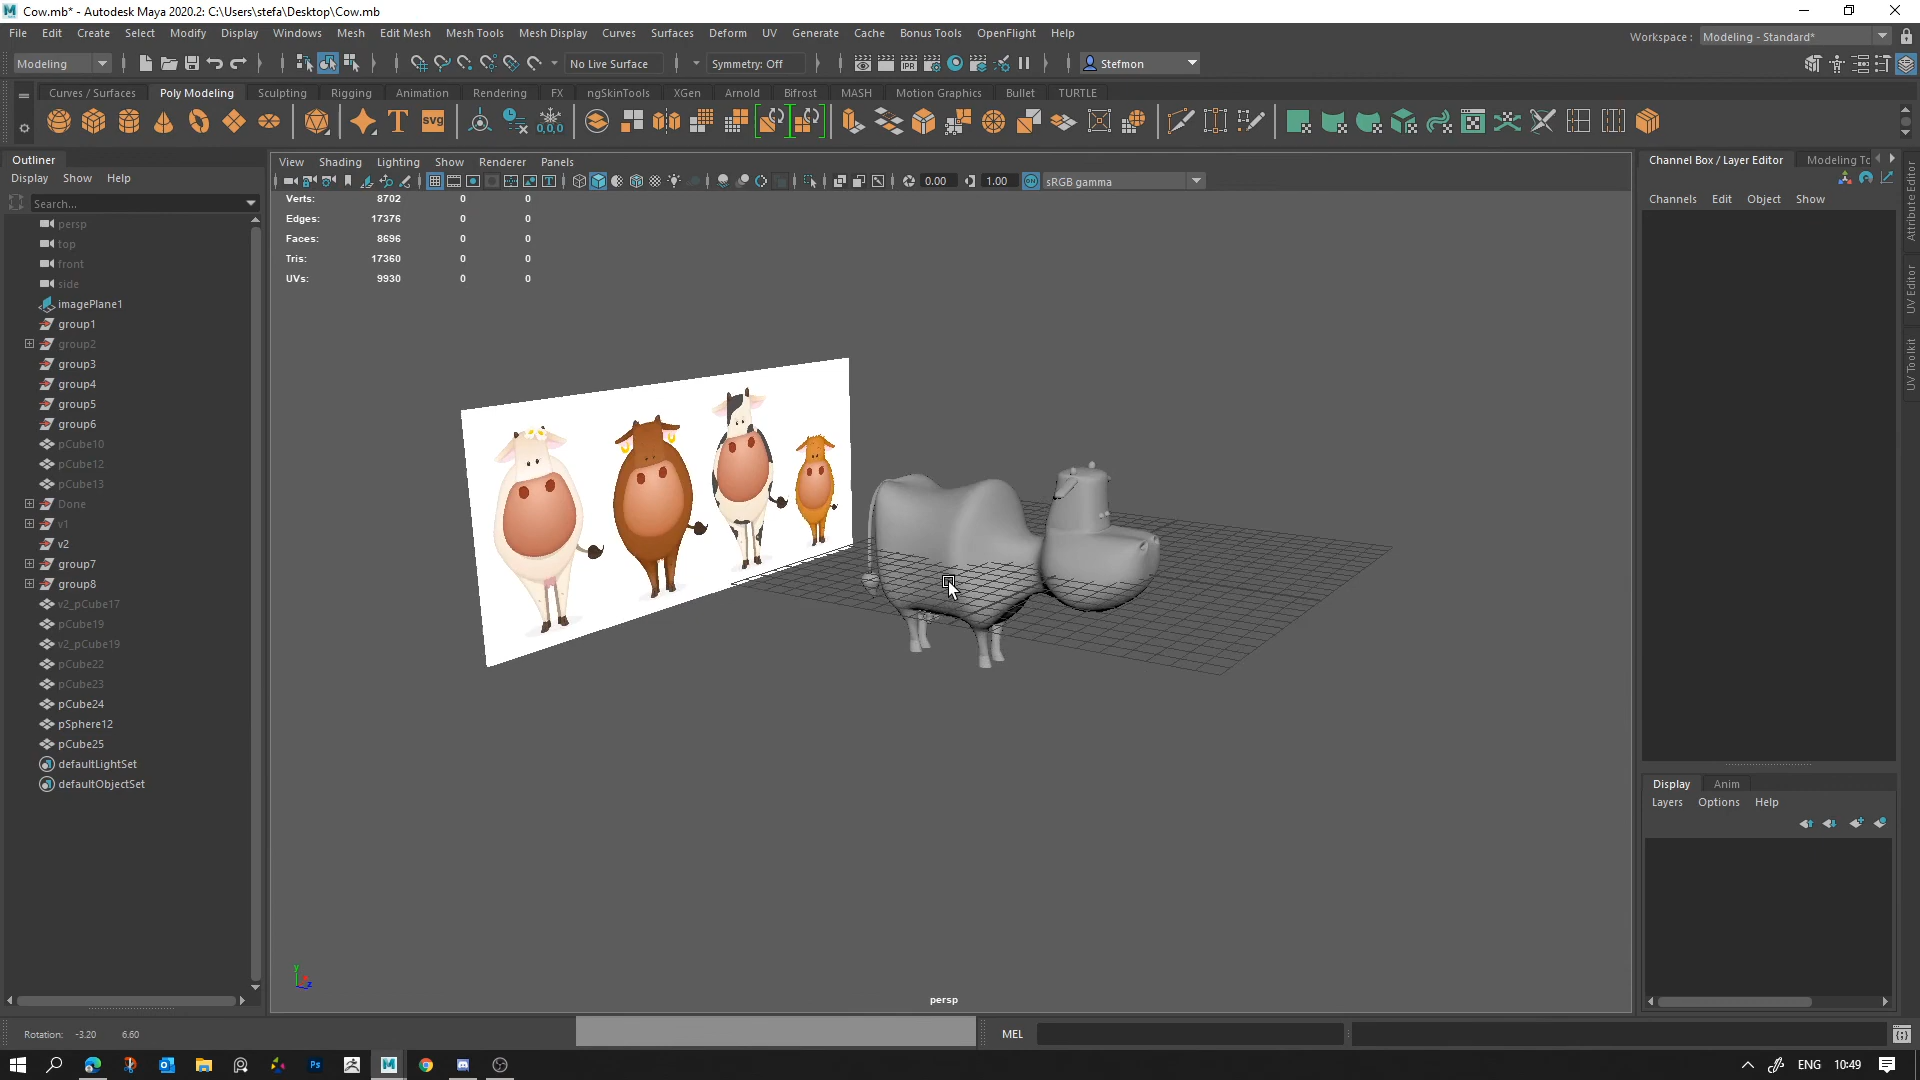 Cow.mb* - Autodesk Maya 2020.2: C:\Users\stefa\Desktop\Cow.mb
File Edit Create Select Modify Display Windows Mesh Edit Mesh Mesh Tools Mesh Display Curves Surfaces Deform UV Generate Cache Bonus Tools OpenFlight Help
Workspace : Modeling - Standard*
Modeling No Live Surface Symmetry: Off IPR Stefmon
Curves / Surfaces Poly Modeling Sculpting Rigging Animation Rendering FX ngSkinTools XGen Arnold Bifrost MASH Motion Graphics Bullet TURTLE
T SVG 0,0,0
Outliner
Display Show Help
Search...
persp
top
front
side
imagePlane1
group1
group2
group3
group4
group5
group6
pCube10
pCube12
pCube13
Done
v1
v2
group7
group8
v2_pCube17
pCube19
v2_pCube19
pCube22
pCube23
pCube24
pSphere12
pCube25
defaultLightSet
defaultObjectSet
View Shading Lighting Show Renderer Panels
0.00 1.00 ON sRGB gamma
Verts: 8702 0 0
Edges: 17376 0 0
Faces: 8696 0 0
Tris: 17360 0 0
UVs: 9930 0 0
y
z
persp
Channel Box / Layer Editor Modeling To
Channels Edit Object Show
Attribute Editor
UV Editor
UV Toolkit
Display Anim
Layers Options Help
Rotation: -3.20 6.60
MEL
Ps M ENG 10:49